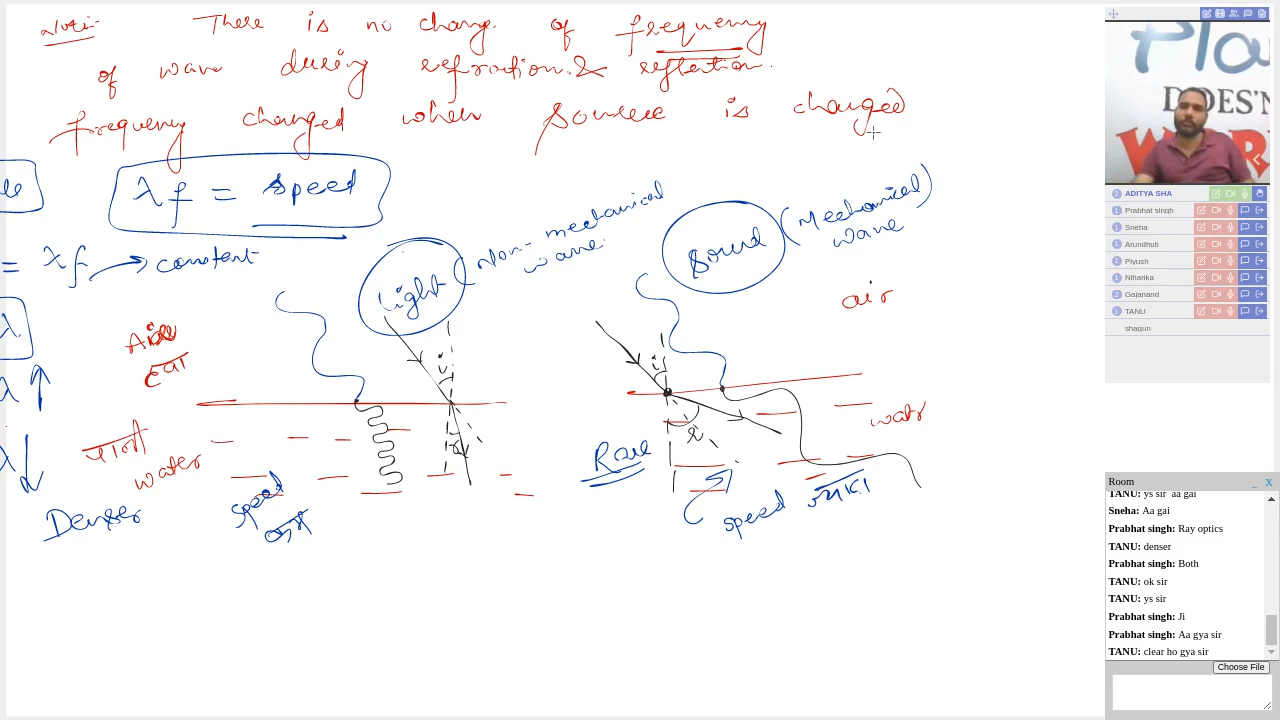 Note:- There is no change of frequency
of wave during refraction & reflection.
frequency changed when source is changed
λf = speed
= λf → constant
λ
λ ↑
λ ↓
Light (Non-mechanical
wave
Sound (Mechanical)
wave
air
Air
i
i
r
r
पानी
water
water
Rare
Denser
speed
speed ज्यादा
DOESN
ADITYA SHA
Prabhat singh
Sneha
Arundhuti
Piyush
Niharika
Gajanand
TANU
shagun
Room
_ X
TANU: ys sir aa gai
Sneha: Aa gai
Prabhat singh: Ray optics
TANU: denser
Prabhat singh: Both
TANU: ok sir
TANU: ys sir
Prabhat singh: Ji
Prabhat singh: Aa gya sir
TANU: clear ho gya sir
Choose File